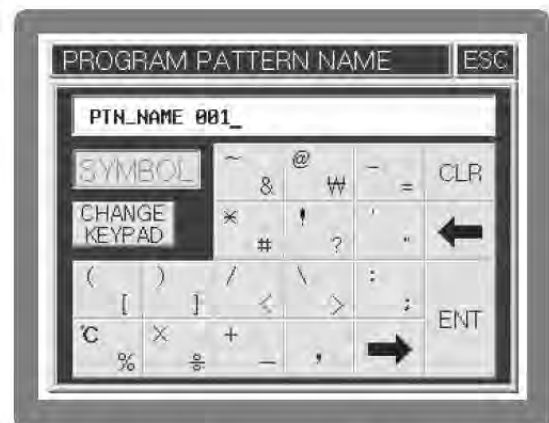 PROGRAM PATTERN NAME ESC
PTN_NAME 001_
SYMBOL ~ & @ ₩ - = CLR
CHANGE KEYPAD * # ! ? ' "
( [ ) ] / < \ > : ;
℃ % × ÷ + − , ENT